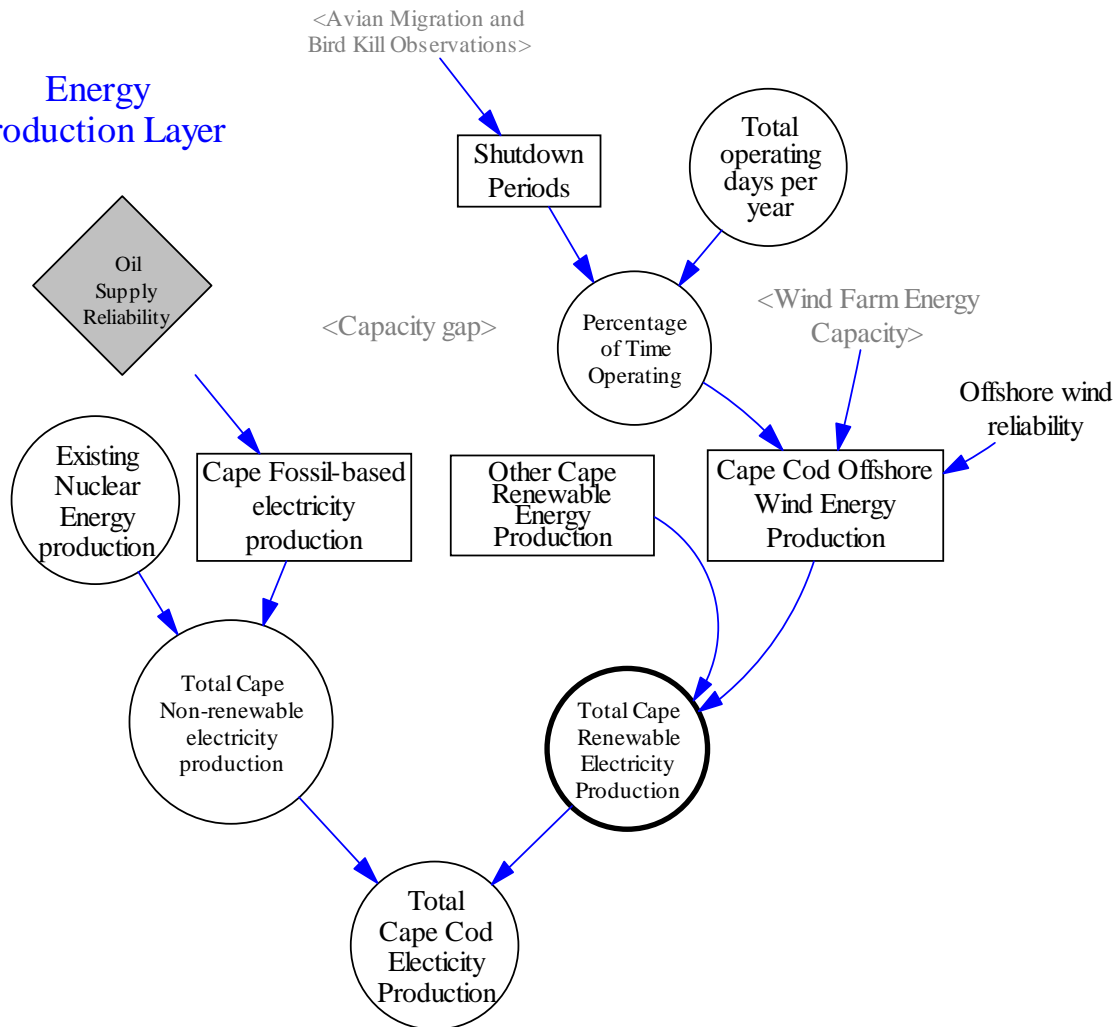 <Avian Migration and
Bird Kill Observations>
Energy
roduction Layer
Shutdown
Periods
Total
operating
days per
year
Oil
Supply
Reliability
<Capacity gap>
Percentage
of Time
Operating
<Wind Farm Energy
Capacity>
Offshore wind
reliability
Existing
Nuclear
Energy
production
Cape Fossil-based
electricity
production
Other Cape
Renewable
Energy
Production
Cape Cod Offshore
Wind Energy
Production
Total Cape
Non-renewable
electricity
production
Total Cape
Renewable
Electricity
Production
Total
Cape Cod
Electicity
Production